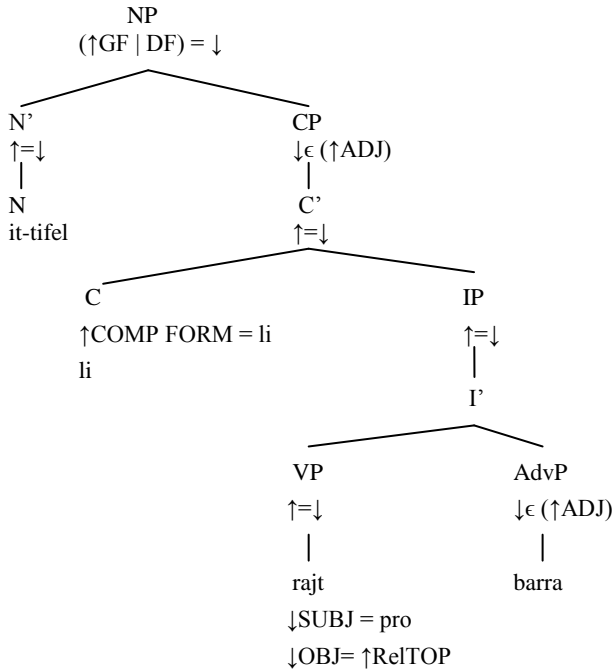 NP
(↑GF | DF) = ↓
N’ CP
↑=↓ ↓ϵ (↑ADJ)
N C’
it-tifel ↑=↓
C IP
↑COMP FORM = li ↑=↓
li
I’
VP AdvP
↑=↓ ↓ϵ (↑ADJ)
rajt barra
↓SUBJ = pro
↓OBJ= ↑RelTOP